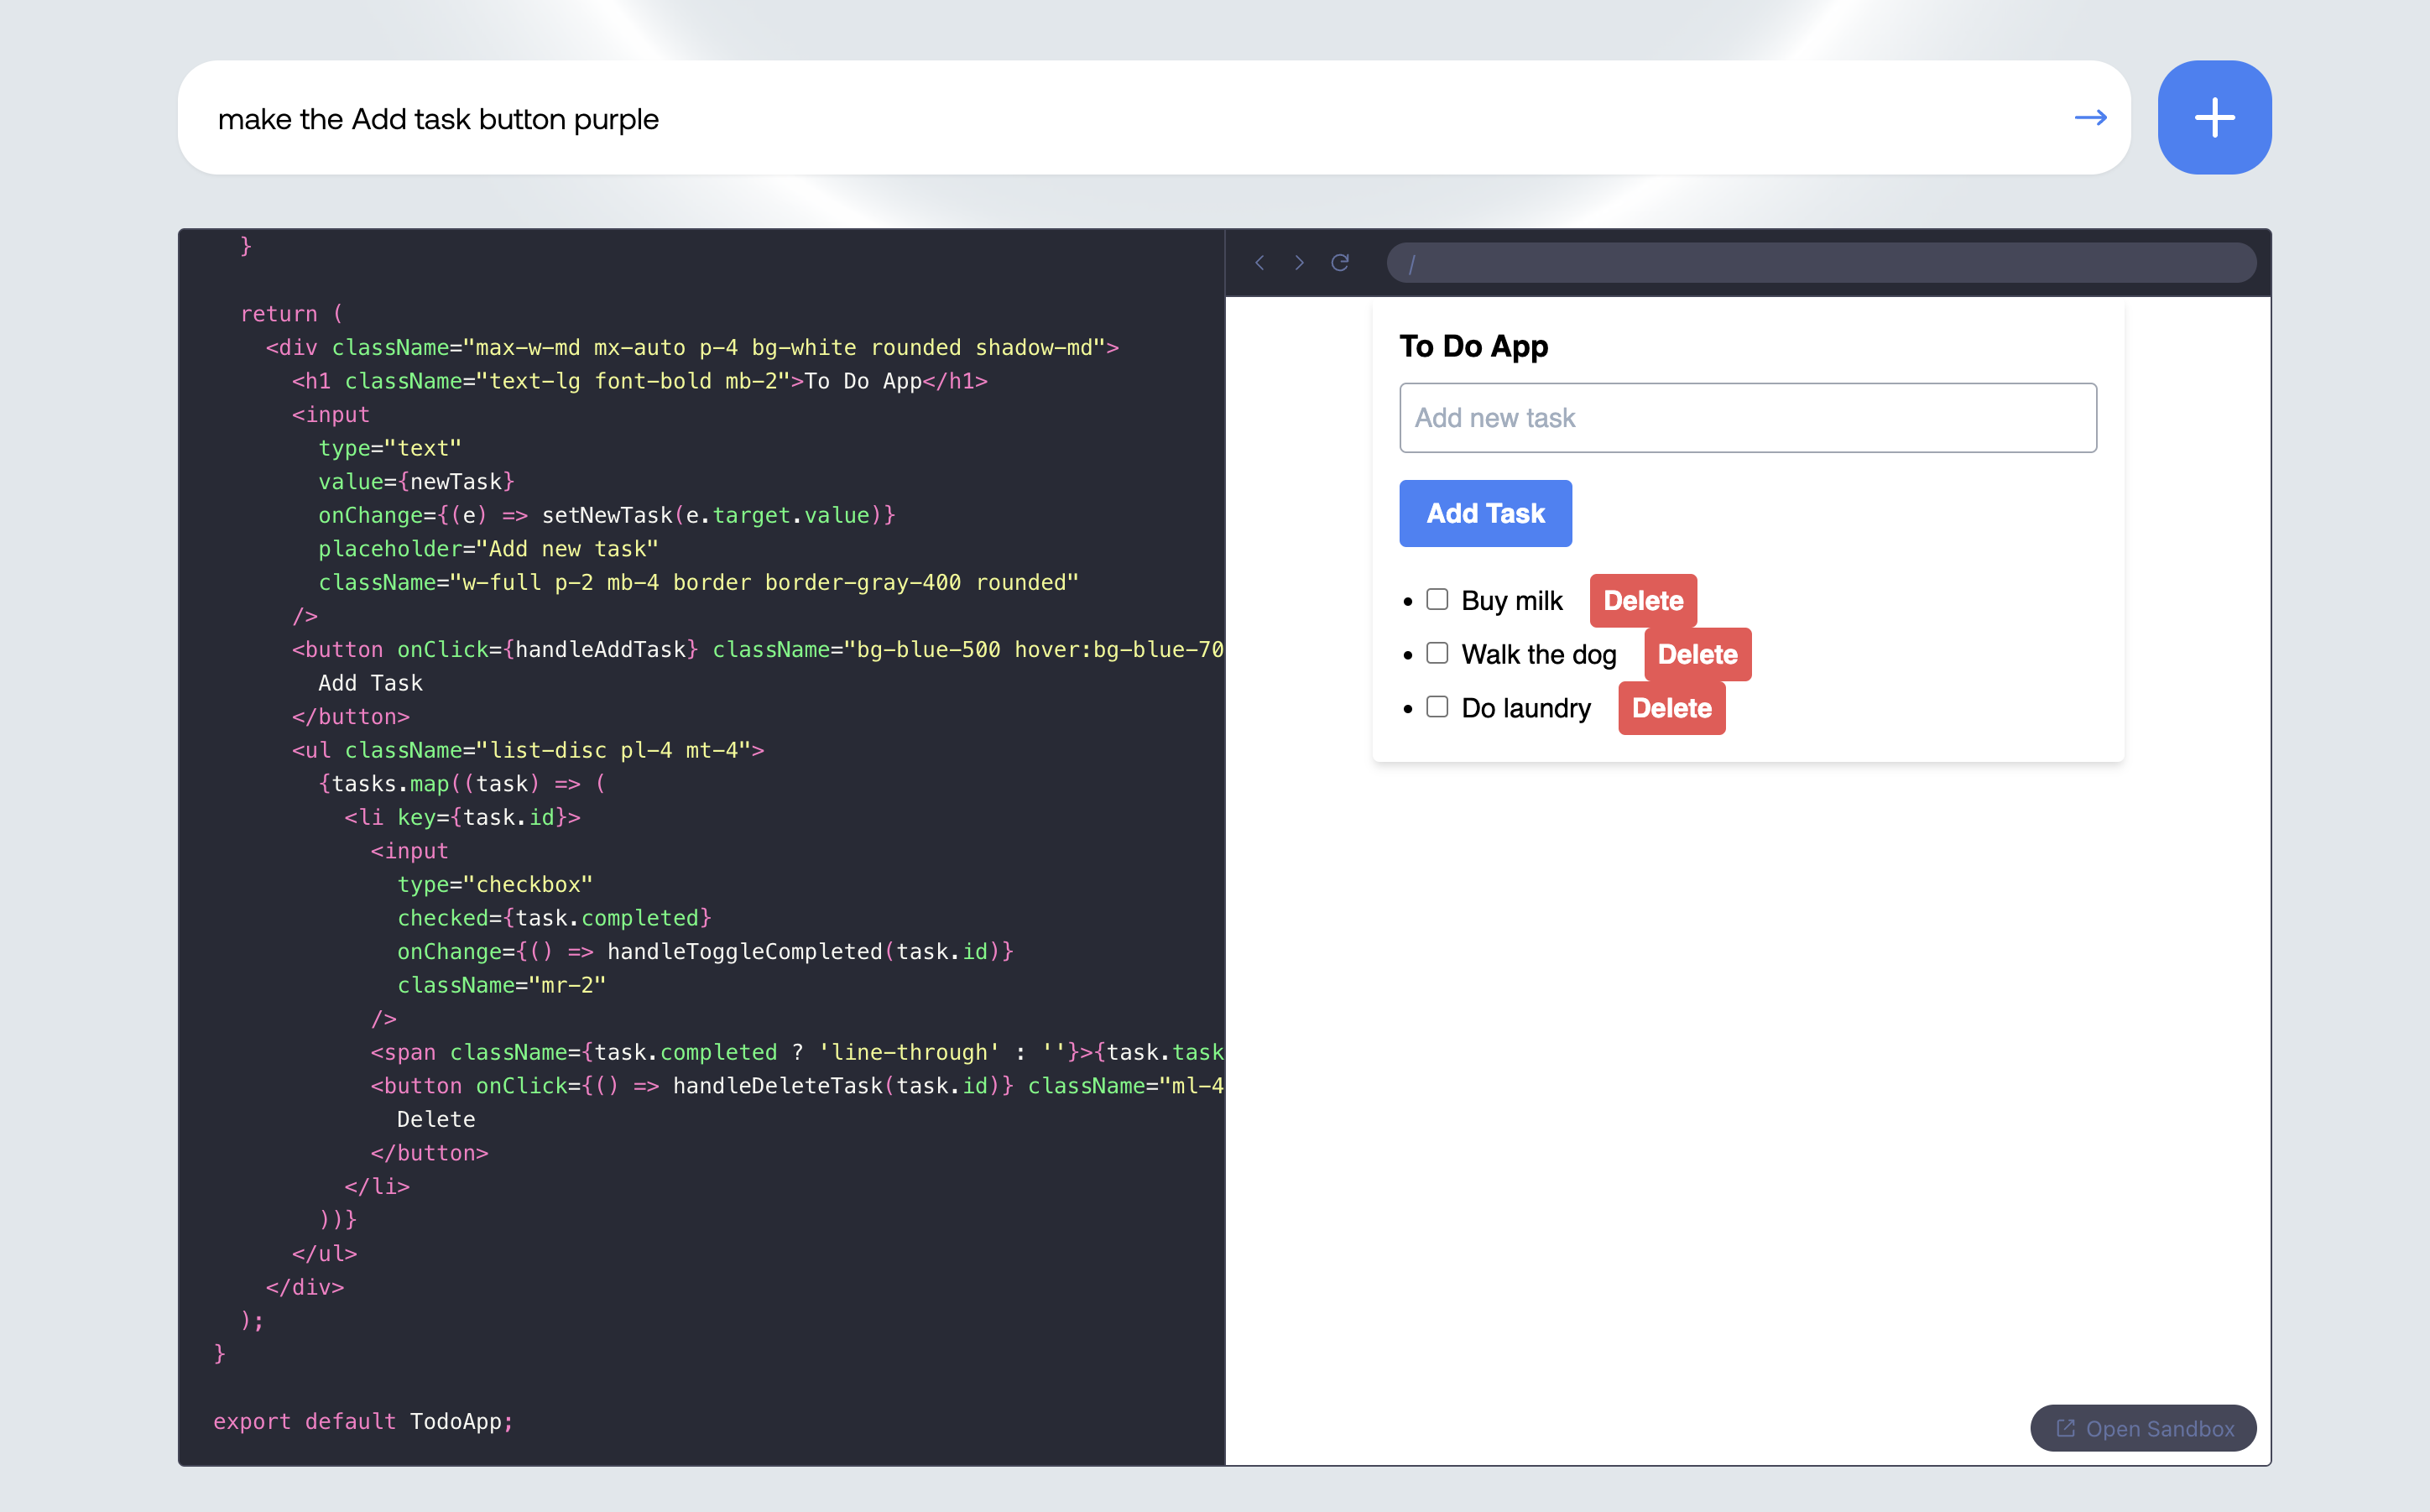 make the Add task button purple
}
return (
<div className="max-w-md mx-auto p-4 bg-white rounded shadow-md">
<h1 className="text-lg font-bold mb-2">To Do App</h1>
<input
type="text"
value={newTask}
onChange={(e) => setNewTask(e.target.value)}
placeholder="Add new task"
className="w-full p-2 mb-4 border border-gray-400 rounded"
/>
<button onClick={handleAddTask} className="bg-blue-500 hover:bg-blue-70
Add Task
</button>
<ul className="list-disc pl-4 mt-4">
{tasks.map((task) => (
<li key={task.id}>
<input
type="checkbox"
checked={task.completed}
onChange={() => handleToggleCompleted(task.id)}
className="mr-2"
/>
<span className={task.completed ? 'line-through' : ''}>{task.task
<button onClick={() => handleDeleteTask(task.id)} className="ml-4
Delete
</button>
</li>
))}
</ul>
</div>
);
}
export default TodoApp;
/
To Do App
Add new task
Add Task
Buy milk Delete
Walk the dog Delete
Do laundry Delete
Open Sandbox